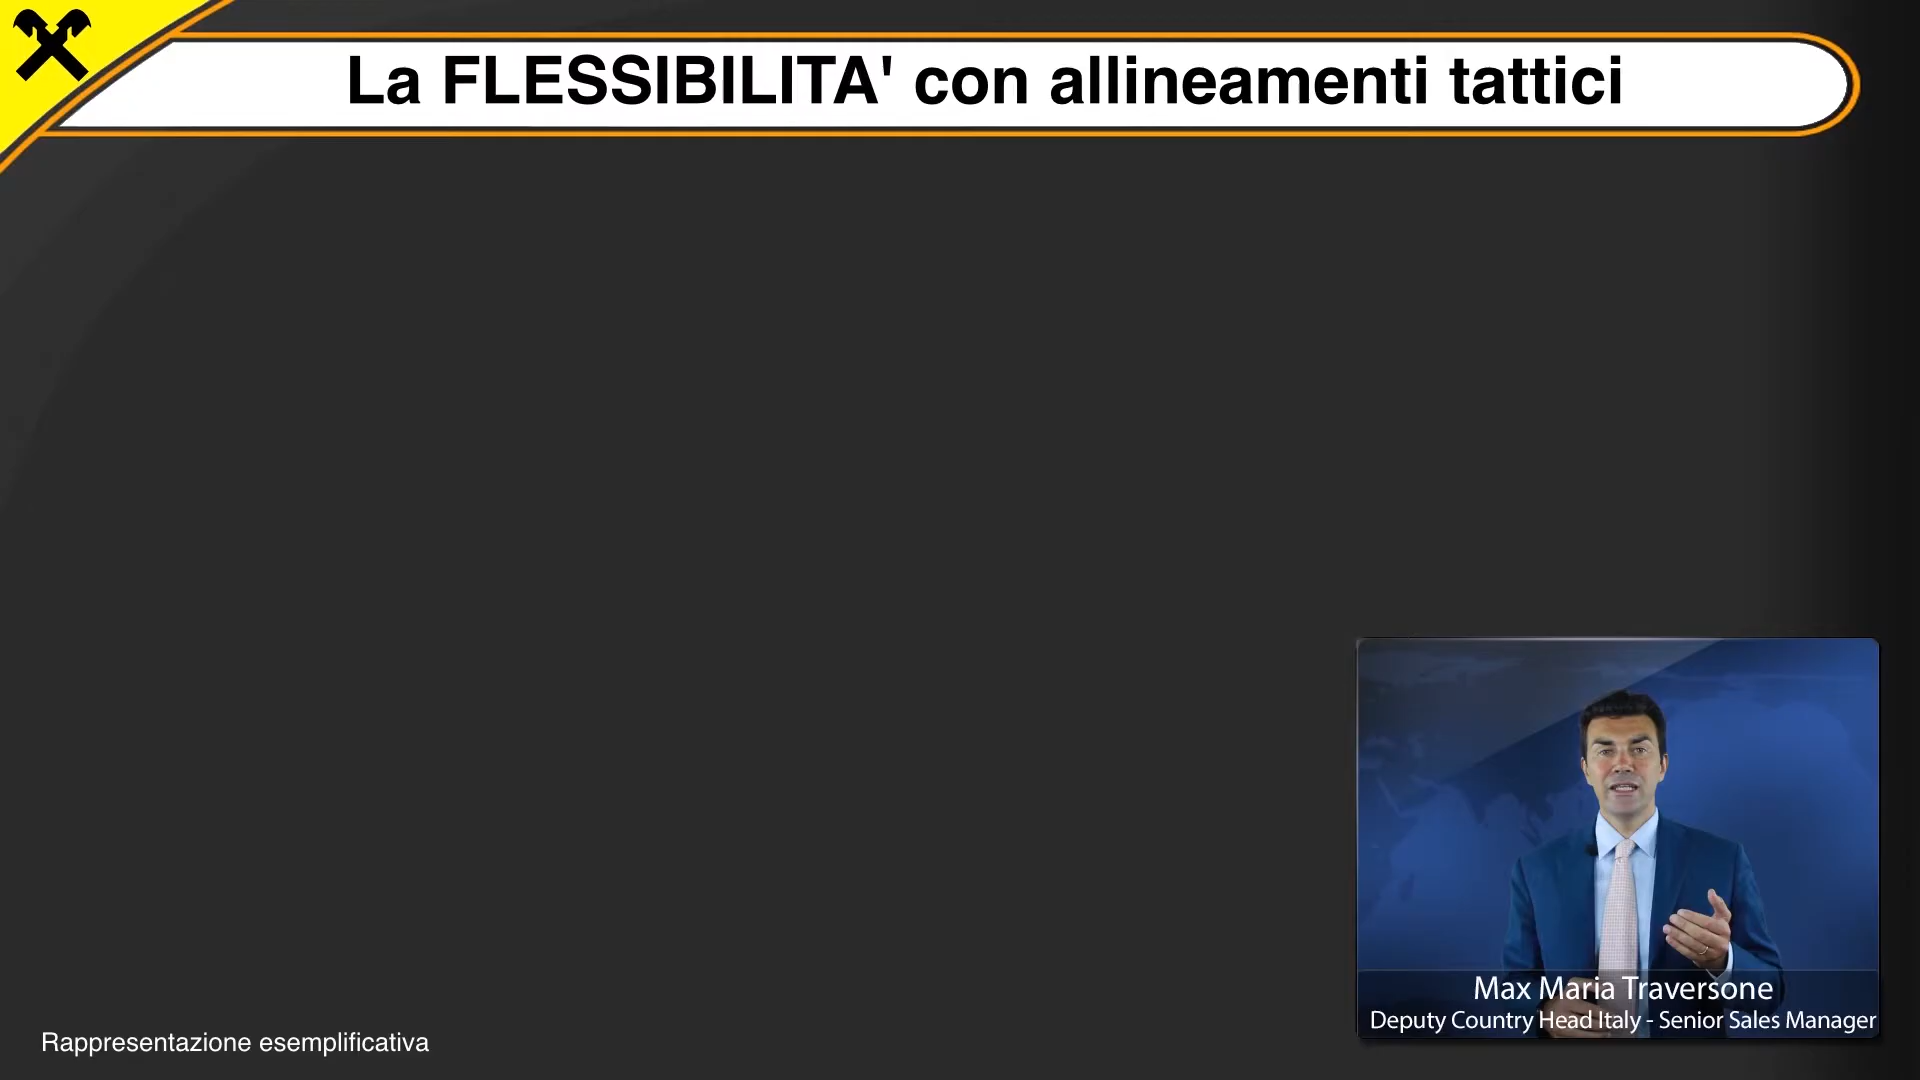 La FLESSIBILITA' con allineamenti tattici
Max Maria Traversone
Deputy Country Head Italy - Senior Sales Manager
Rappresentazione esemplificativa